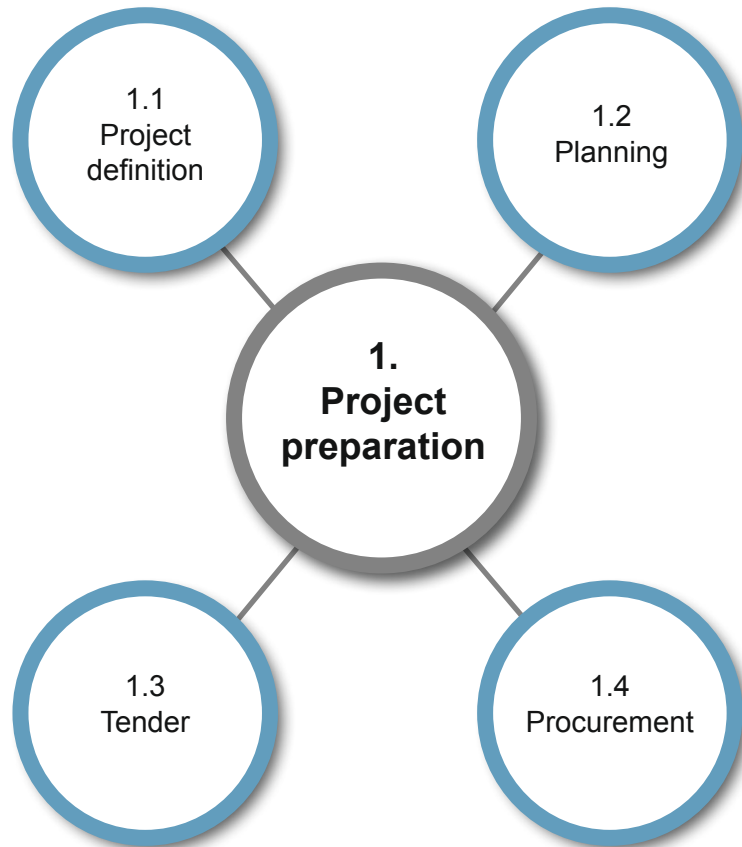 1.1
Project
definition
1.2
Planning
1.
Project
preparation
1.3
Tender
1.4
Procurement